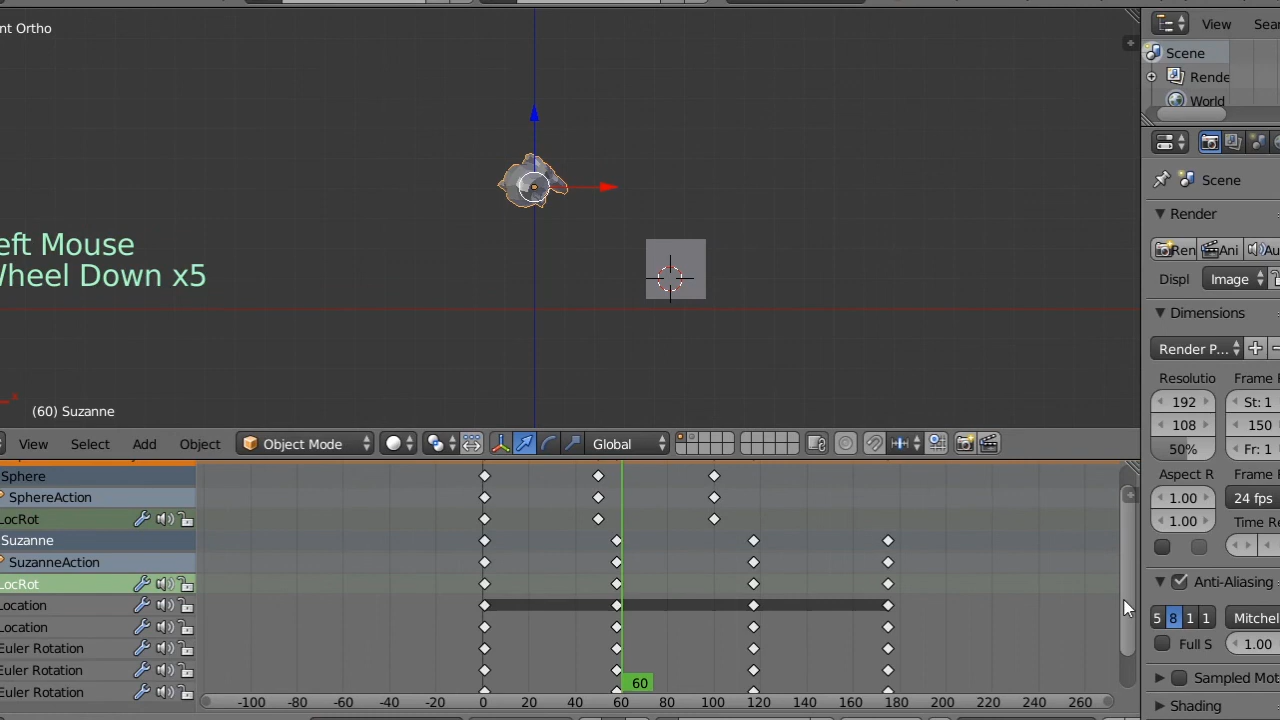 nt Ortho
View
Sear
Scene
Rende
World
Scene
Render
Ren
Ani
Au
Displ
Image
Dimensions
Render P...
Resolutio
Frame R
192
St: 1
108
150
50%
Fr: 1
Aspect R
Frame R
1.00
24 fps
1.00
Time Re
Anti-Aliasing
5
8
1
1
Mitchel
Full S
1.00
Sampled Mot
Shading
eft Mouse
Wheel Down x5
x
(60) Suzanne
View Select Add Object Object Mode Global
Sphere
SphereAction
LocRot
Suzanne
SuzanneAction
LocRot
Location
Location
Euler Rotation
Euler Rotation
Euler Rotation
60
-100 -80 -60 -40 -20 0 20 40 60 80 100 120 140 160 180 200 220 240 260